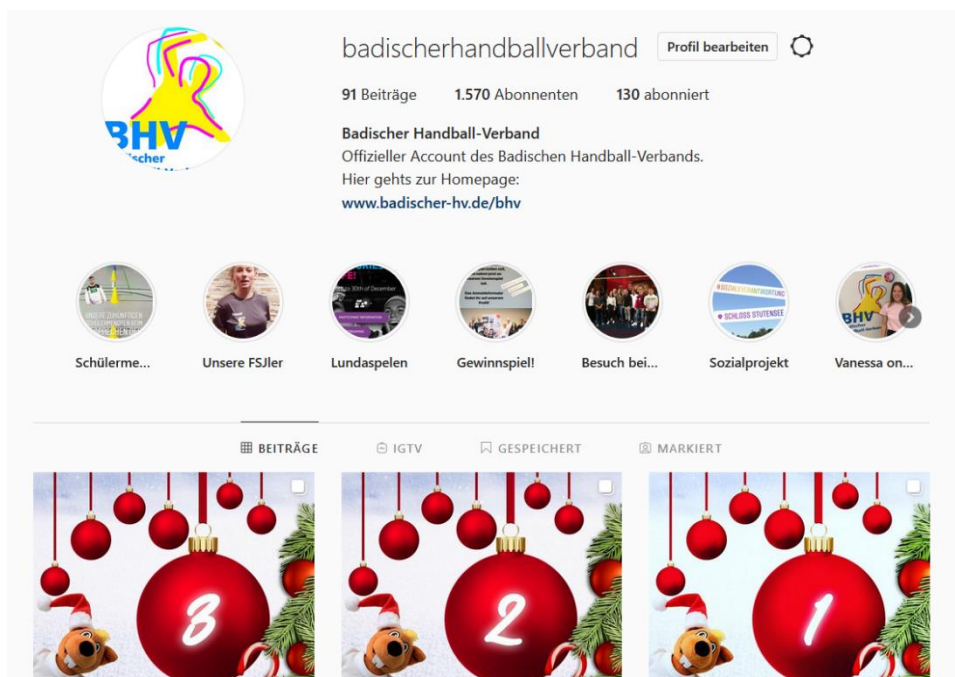 badischerhandballverband Profil bearbeiten
91 Beiträge 1.570 Abonnenten 130 abonniert
Badischer Handball-Verband
Offizieller Account des Badischen Handball-Verbands.
Hier gehts zur Homepage:
www.badischer-hv.de/bhv
BHV
scher
#SOZIALEVERANTWORTUNG
SCHLOSS STUTENSEE
BHV
Schülerme... Unsere FSJler Lundaspelen Gewinnspiel! Besuch bei... Sozialprojekt Vanessa on...
BEITRÄGE IGTV GESPEICHERT MARKIERT
3 2 1